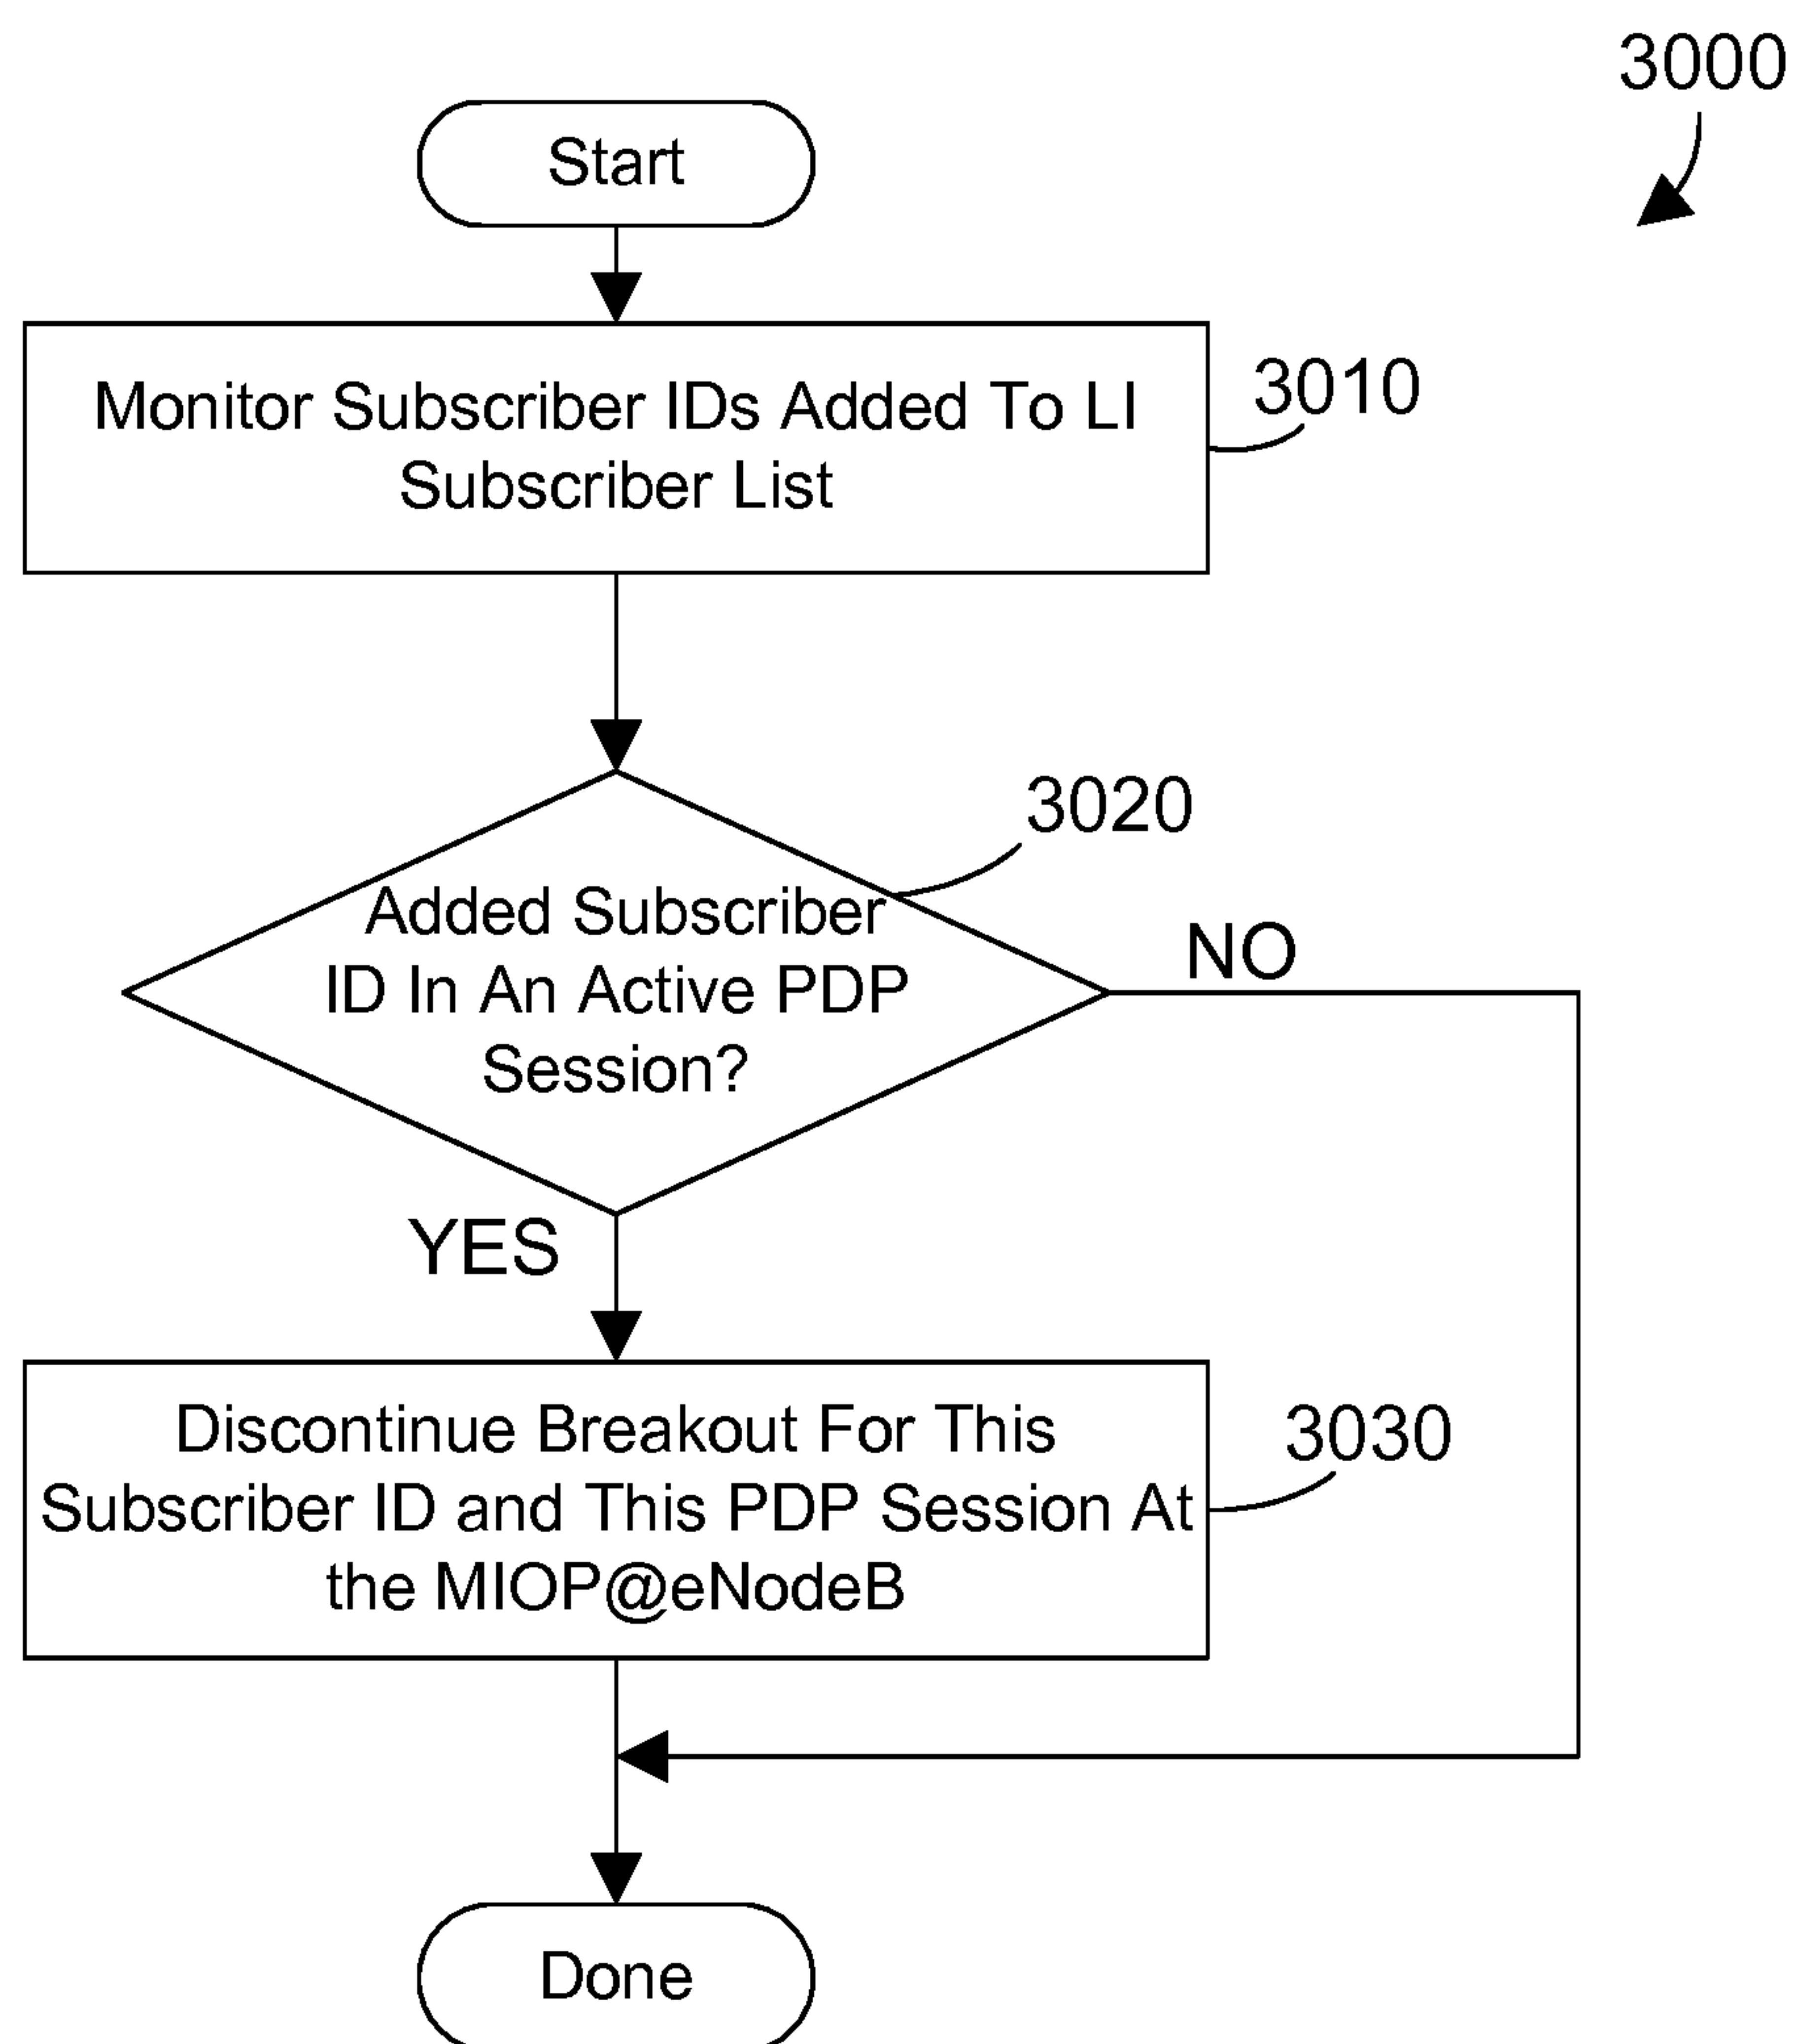 3000
Start
Monitor Subscriber IDs Added To LI
Subscriber List
3010
3020
Added Subscriber
ID In An Active PDP
Session?
NO
YES
Discontinue Breakout For This
Subscriber ID and This PDP Session At
the MIOP@eNodeB
3030
Done